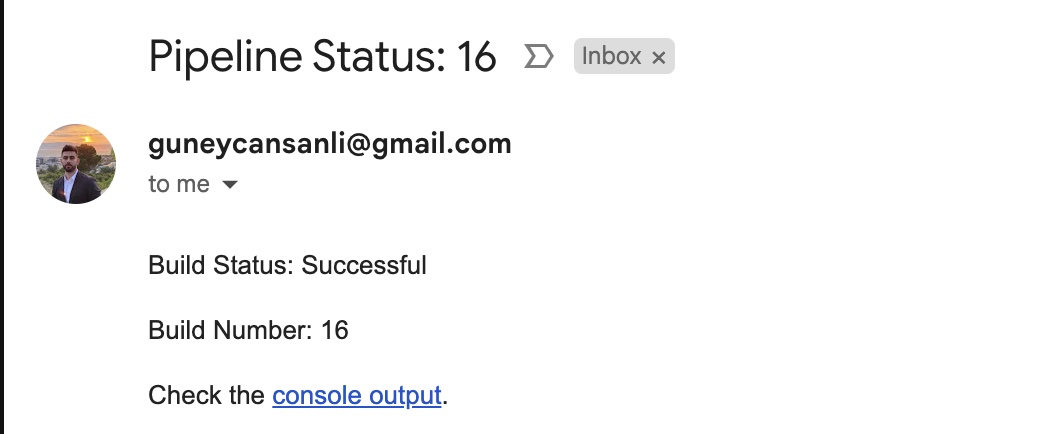 Pipeline Status: 16 Inbox ×
guneycansanli@gmail.com
to me
Build Status: Successful
Build Number: 16
Check the console output.